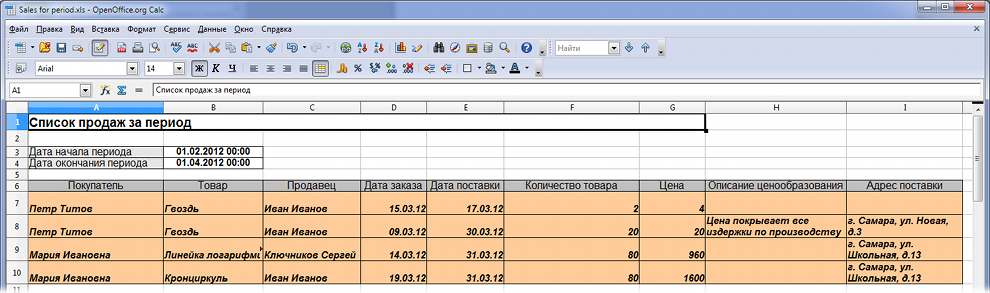 Sales for period.xls - OpenOffice.org Calc
Файл Правка Вид Вставка Формат Сервис Данные Окно Справка
Найти
Arial 14 Ж К Ч
A1 Список продаж за период
A B C D E F G H I
1 Список продаж за период
2
3 Дата начала периода 01.02.2012 00:00
4 Дата окончания периода 01.04.2012 00:00
5
6 Покупатель Товар Продавец Дата заказа Дата поставки Количество товара Цена Описание ценообразования Адрес поставки
7 Петр Титов Гвоздь Иван Иванов 15.03.12 17.03.12 2 4
8 Петр Титов Гвоздь Иван Иванов 09.03.12 30.03.12 20 20 Цена покрывает все издержки по производству г. Самара, ул. Новая, д.3
9 Мария Ивановна Линейка логарифми Ключников Сергей 14.03.12 31.03.12 80 960 г. Самара, ул. Школьная, д.13
10 Мария Ивановна Кронциркуль Иван Иванов 19.03.12 31.03.12 80 1600 г. Самара, ул. Школьная, д.13
11